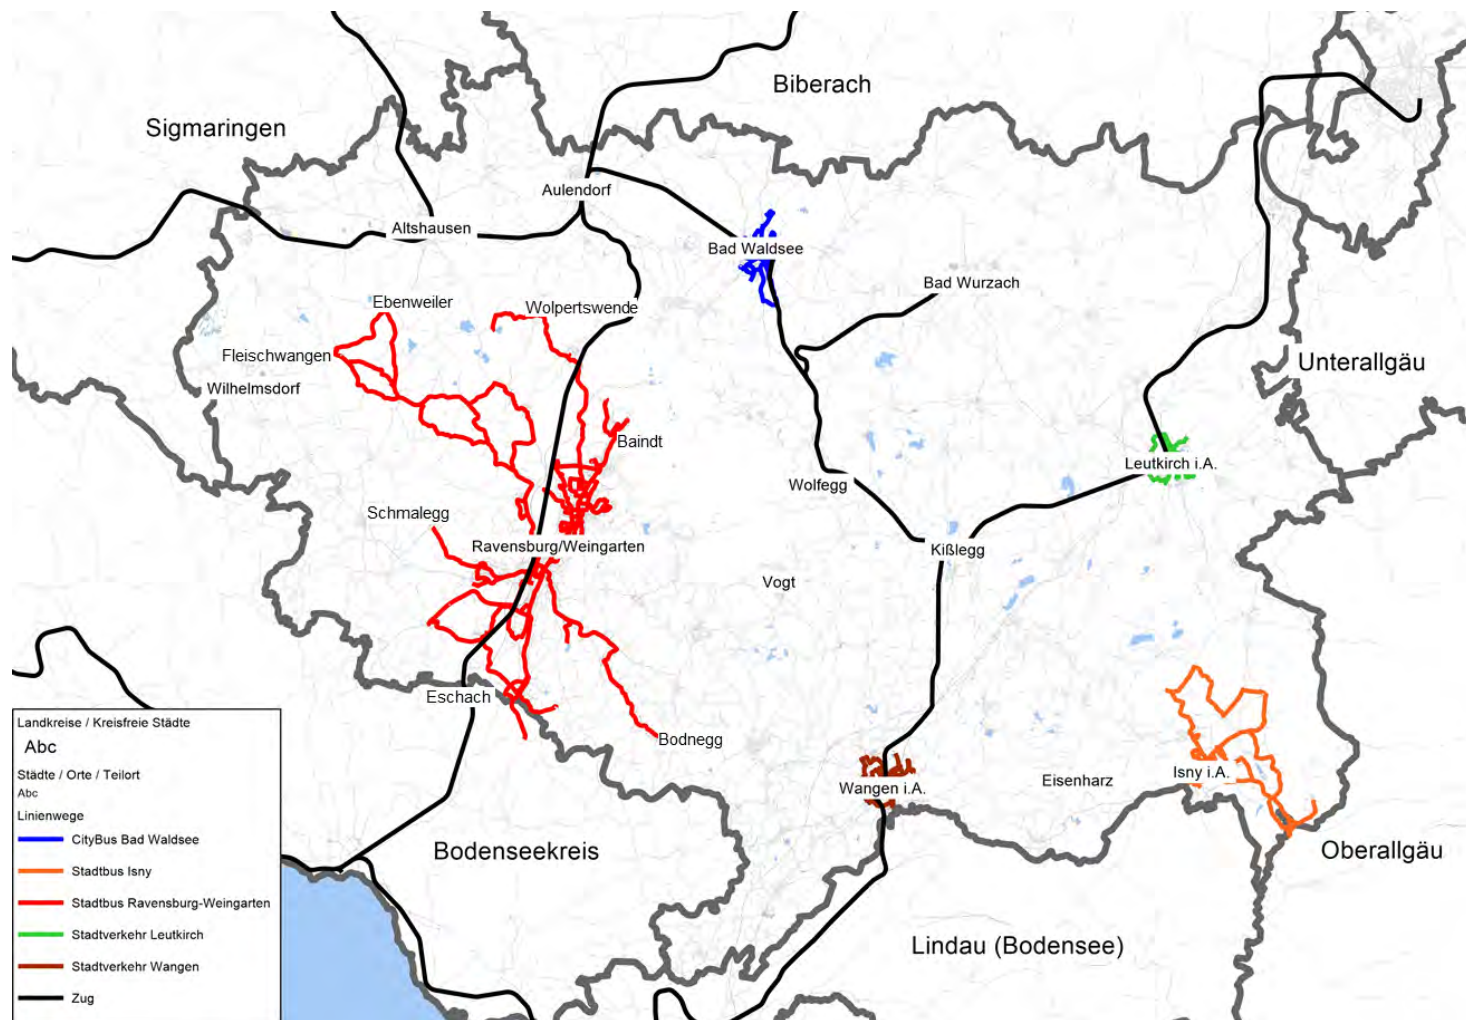 Biberach
Sigmaringen
Aulendorf
Altshausen
Bad Waldsee
Bad Wurzach
Ebenweiler
Wolpertswende
Fleischwangen
Unterallgäu
Wilhelmsdorf
Baindt
Leutkirch i.A.
Wolfegg
Schmalegg
Ravensburg/Weingarten
Kißlegg
Vogt
Eschach
Bodnegg
Isny i.A.
Eisenharz
Wangen i.A.
Bodenseekreis
Oberallgäu
Lindau (Bodensee)
Landkreise / Kreisfreie Städte
Abc
Städte / Orte / Teilort
Abc
Linienwege
CityBus Bad Waldsee
Stadtbus Isny
Stadtbus Ravensburg-Weingarten
Stadtverkehr Leutkirch
Stadtverkehr Wangen
Zug